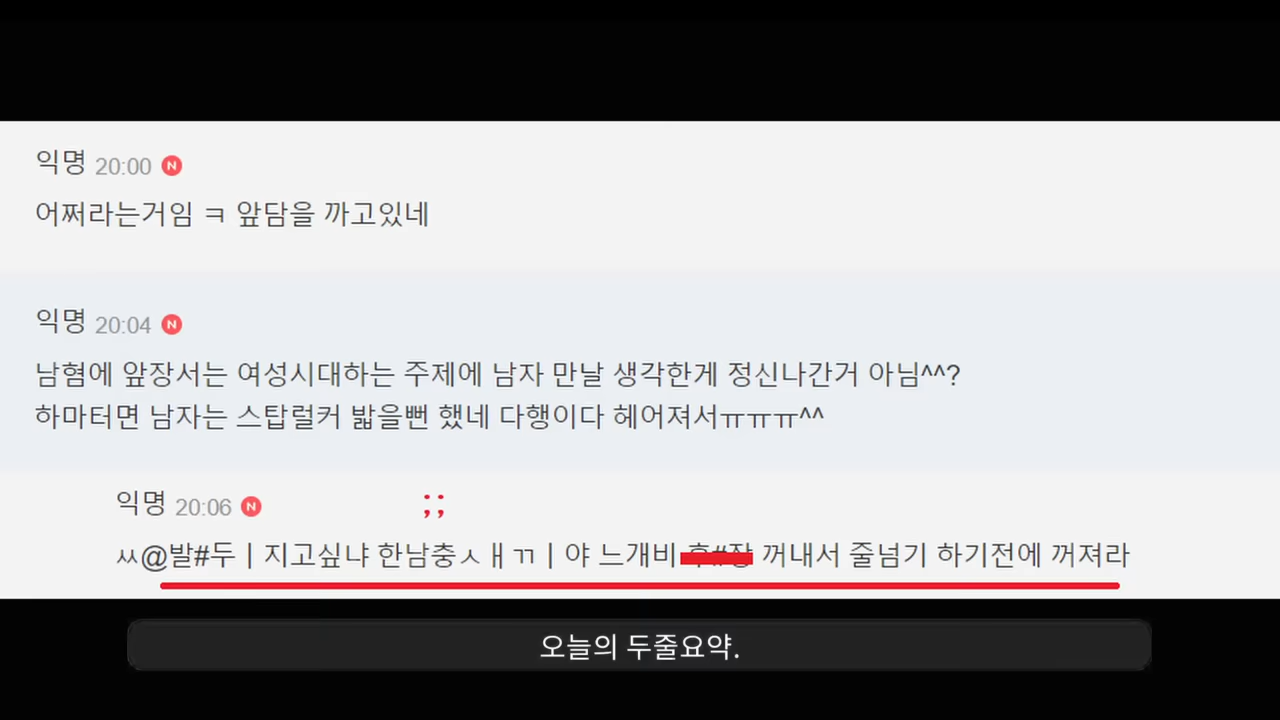 익명 20:00 N
어쩌라는거임 ㅋ 앞담을 까고있네
익명 20:04 N
남혐에 앞장서는 여성시대하는 주제에 남자 만날 생각한게 정신나간거 아님^^?
하마터면 남자는 스탑럴커 밟을뻔 했네 다행이다 헤어져서ㅠㅠㅠ^^
익명 20:06 N
;;
ㅆ@발#두ㅣ지고싶냐 한남충ㅅㅐㄲㅣ야 느개비 꺼내서 줄넘기 하기전에 꺼져라
오늘의 두줄요약.